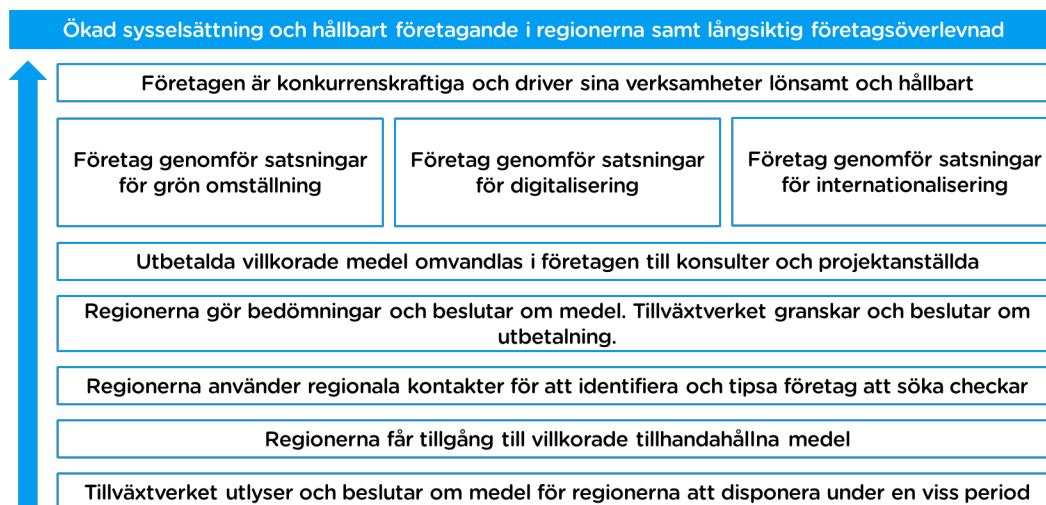 Ökad sysselsättning och hållbart företagande i regionerna samt långsiktig företagsöverlevnad
Företagen är konkurrenskraftiga och driver sina verksamheter lönsamt och hållbart
Företag genomför satsningar
för grön omställning
Företag genomför satsningar
för digitalisering
Företag genomför satsningar
för internationalisering
Utbetalda villkorade medel omvandlas i företagen till konsulter och projektanställda
Regionerna gör bedömningar och beslutar om medel. Tillväxtverket granskar och beslutar om
utbetalning.
Regionerna använder regionala kontakter för att identifiera och tipsa företag att söka checkar
Regionerna får tillgång till villkorade tillhandahållna medel
Tillväxtverket utlyser och beslutar om medel för regionerna att disponera under en viss period